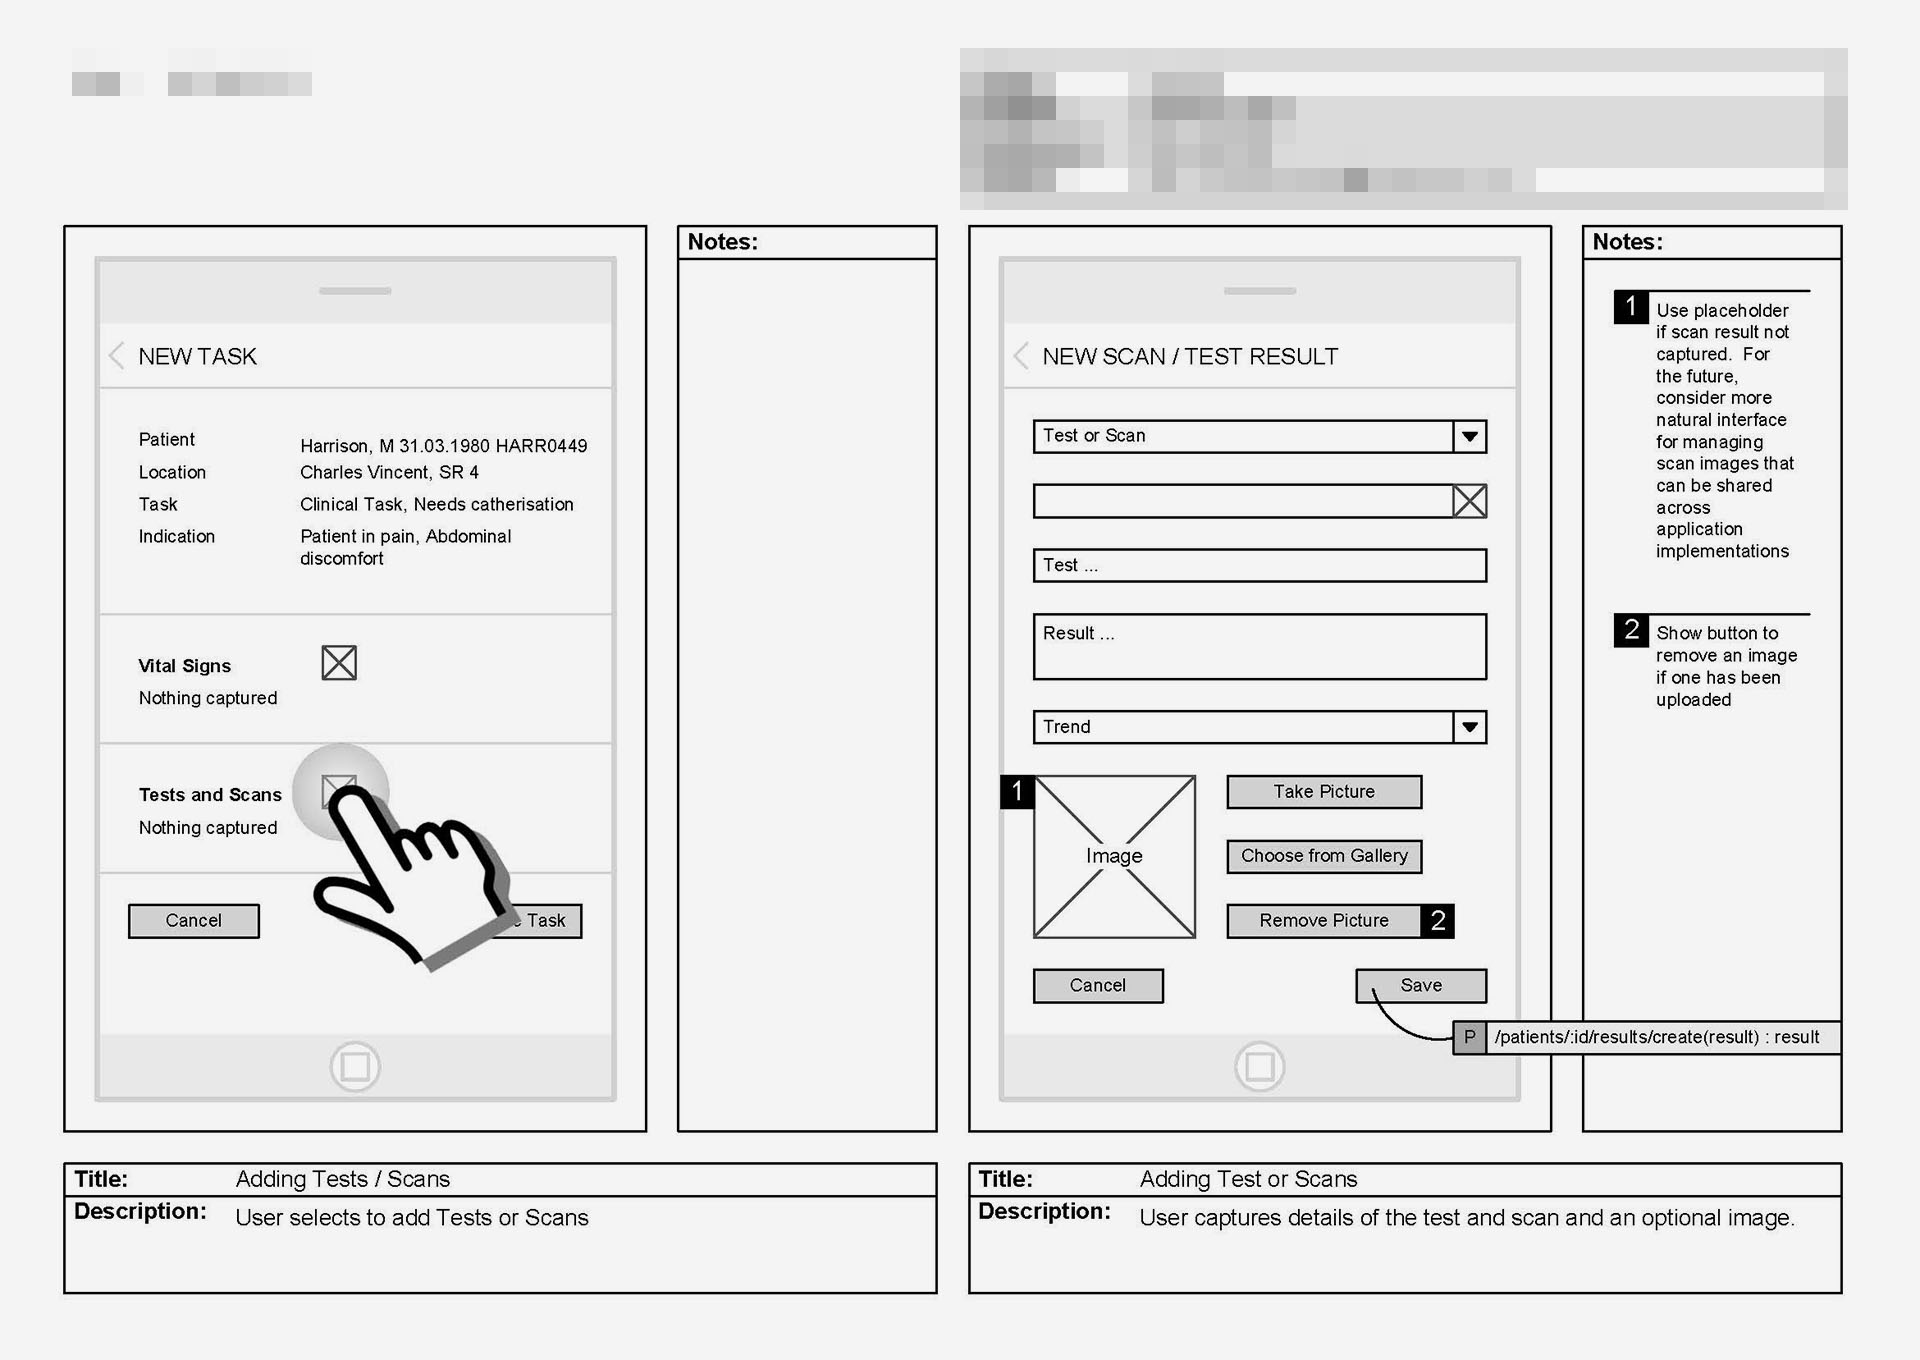 Notes:
NEW TASK
Patient
Harrison, M 31.03.1980 HARR0449
Location
Charles Vincent, SR 4
Task
Clinical Task, Needs catherisation
Indication
Patient in pain, Abdominal
discomfort
Vital Signs
Nothing captured
Tests and Scans
Nothing captured
Cancel
Task
Title:
Adding Tests / Scans
Description:
User selects to add Tests or Scans
Notes:
NEW SCAN / TEST RESULT
Test or Scan
Test ...
Result ...
Trend
1
Image
Take Picture
Choose from Gallery
Remove Picture
2
Cancel
Save
P
/patients/:id/results/create(result) : result
1
Use placeholder
if scan result not
captured. For
the future,
consider more
natural interface
for managing
scan images that
can be shared
across
application
implementations
2
Show button to
remove an image
if one has been
uploaded
Title:
Adding Test or Scans
Description:
User captures details of the test and scan and an optional image.